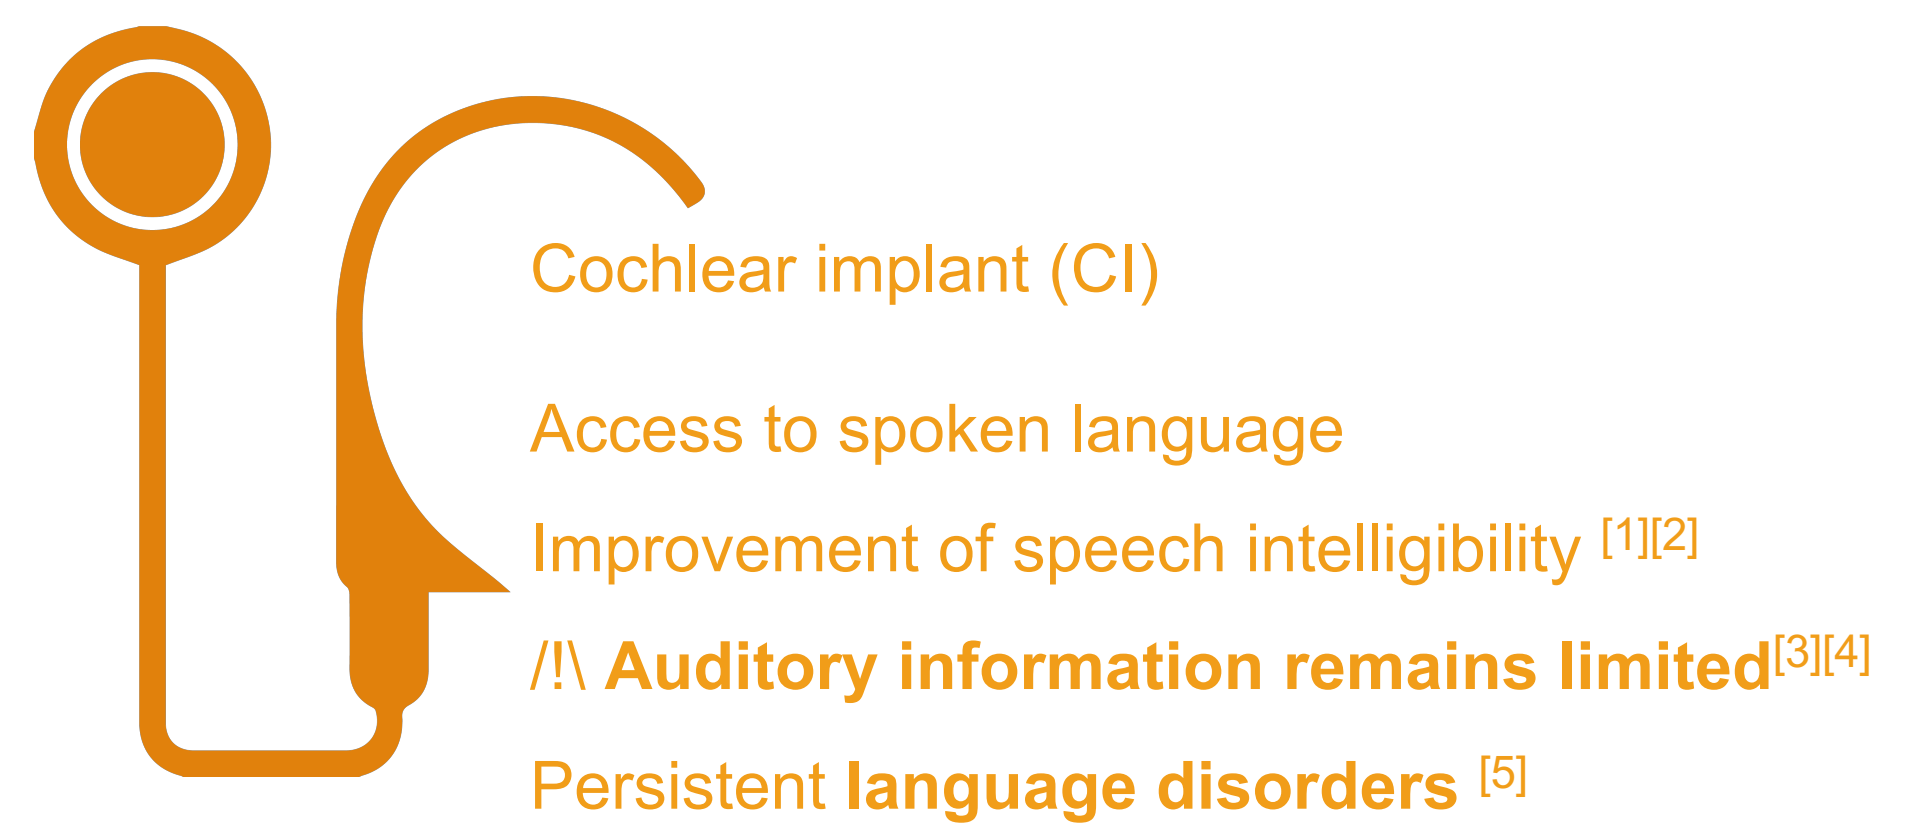 Cochlear implant (CI)
Access to spoken language
Improvement of speech intelligibility [1][2]
/!\ Auditory information remains limited[3][4]
Persistent language disorders [5]